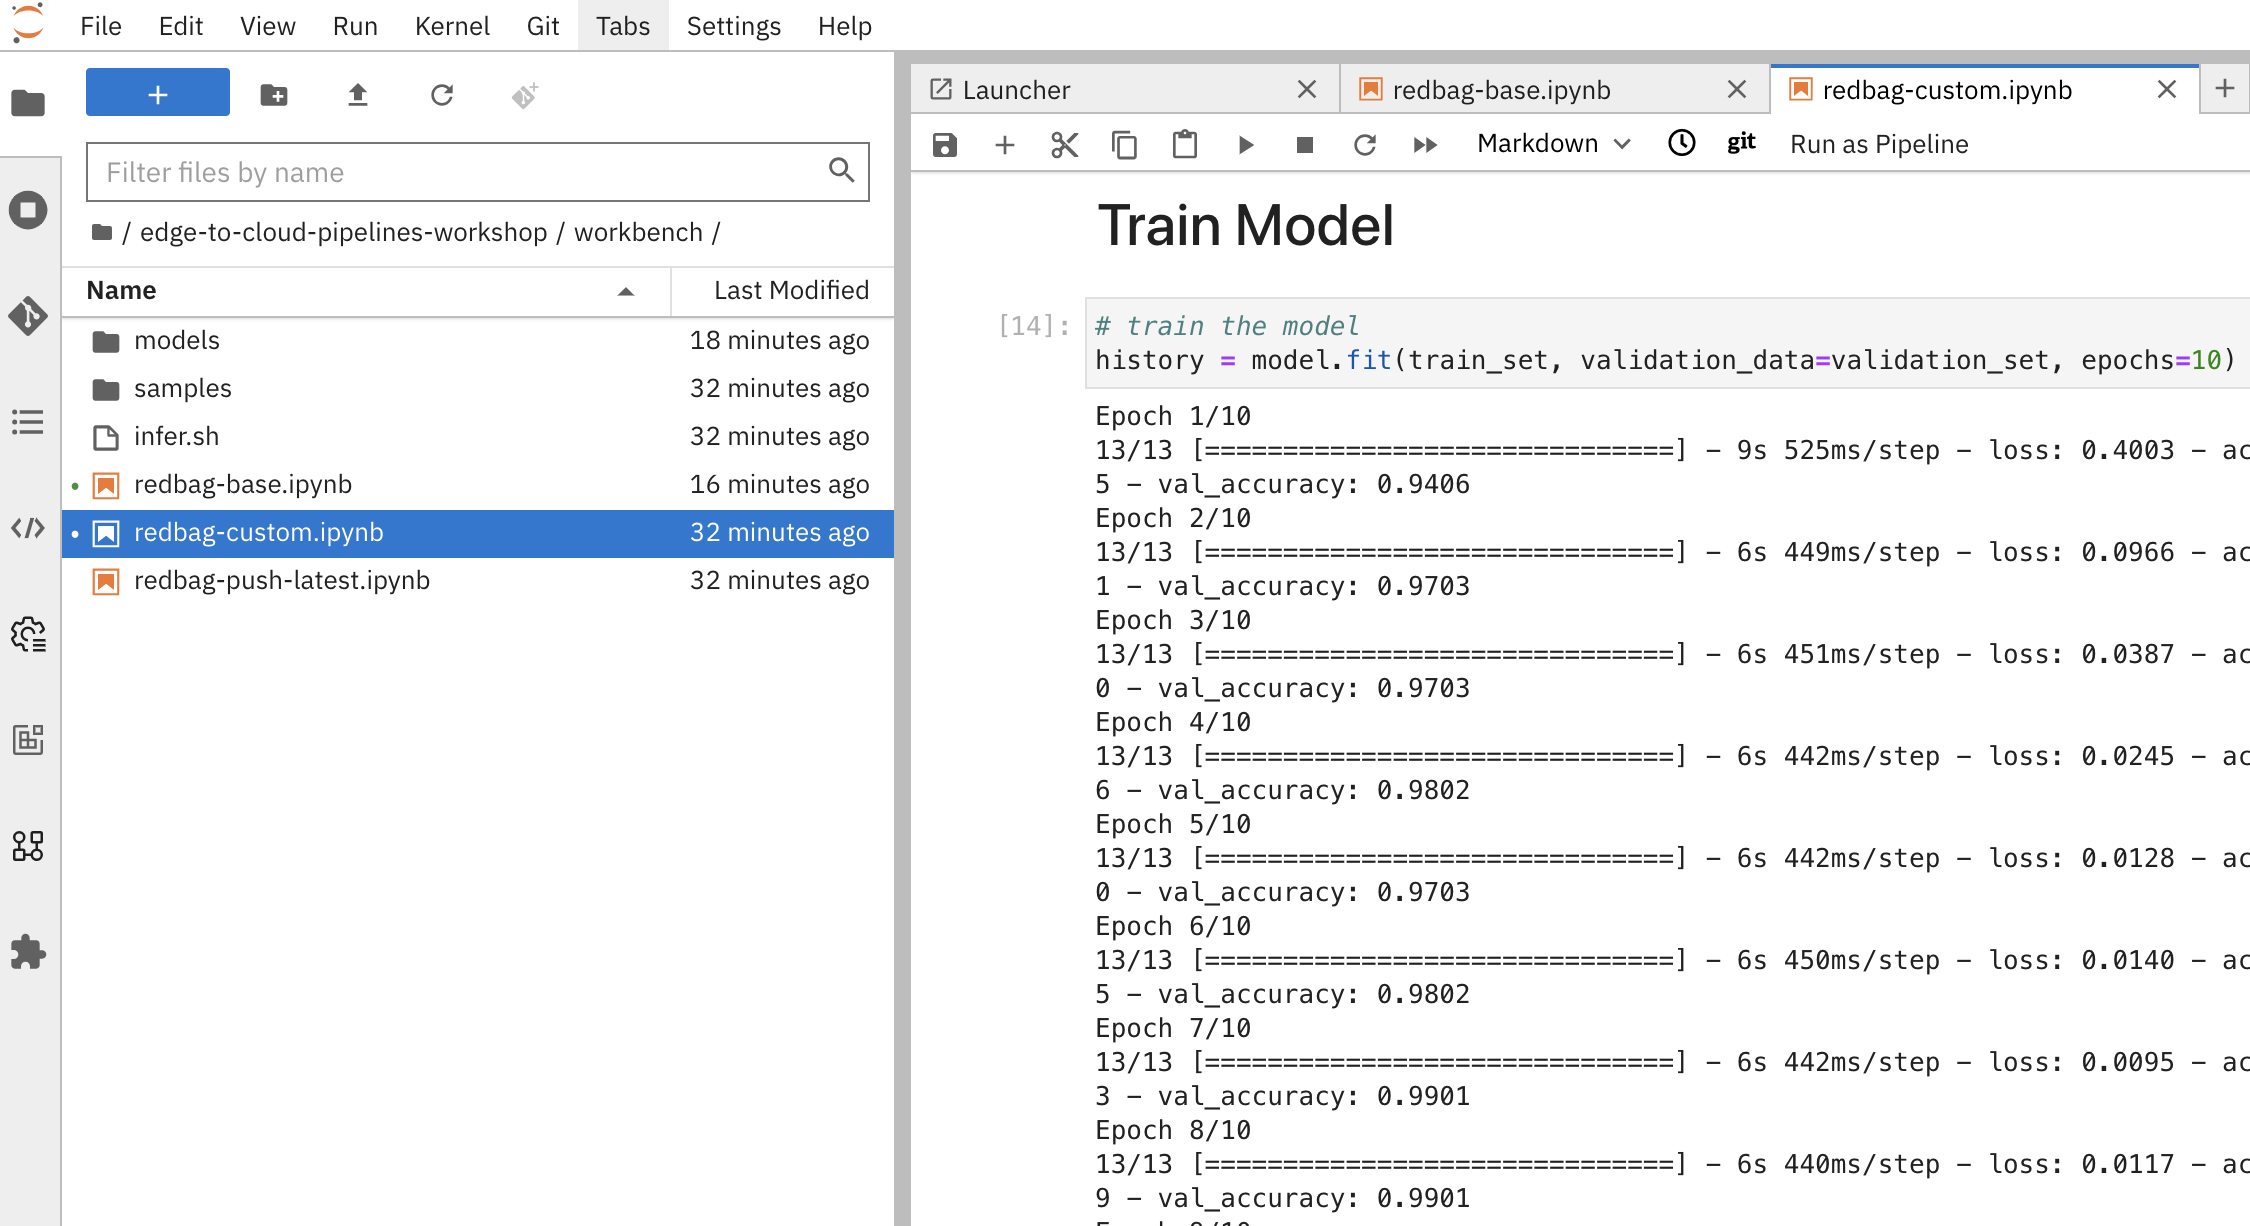 File Edit View Run Kernel Git Tabs Settings Help
+
Filter files by name
/ edge-to-cloud-pipelines-workshop / workbench /
Name Last Modified
models 18 minutes ago
samples 32 minutes ago
infer.sh 32 minutes ago
redbag-base.ipynb 16 minutes ago
redbag-custom.ipynb 32 minutes ago
redbag-push-latest.ipynb 32 minutes ago
Launcher redbag-base.ipynb redbag-custom.ipynb
Markdown git Run as Pipeline
Train Model
[14]: # train the model
history = model.fit(train_set, validation_data=validation_set, epochs=10)
Epoch 1/10
13/13 [==============================] - 9s 525ms/step - loss: 0.4003 - ac
5 - val_accuracy: 0.9406
Epoch 2/10
13/13 [==============================] - 6s 449ms/step - loss: 0.0966 - ac
1 - val_accuracy: 0.9703
Epoch 3/10
13/13 [==============================] - 6s 451ms/step - loss: 0.0387 - ac
0 - val_accuracy: 0.9703
Epoch 4/10
13/13 [==============================] - 6s 442ms/step - loss: 0.0245 - ac
6 - val_accuracy: 0.9802
Epoch 5/10
13/13 [==============================] - 6s 442ms/step - loss: 0.0128 - ac
0 - val_accuracy: 0.9703
Epoch 6/10
13/13 [==============================] - 6s 450ms/step - loss: 0.0140 - ac
5 - val_accuracy: 0.9802
Epoch 7/10
13/13 [==============================] - 6s 442ms/step - loss: 0.0095 - ac
3 - val_accuracy: 0.9901
Epoch 8/10
13/13 [==============================] - 6s 440ms/step - loss: 0.0117 - ac
9 - val_accuracy: 0.9901